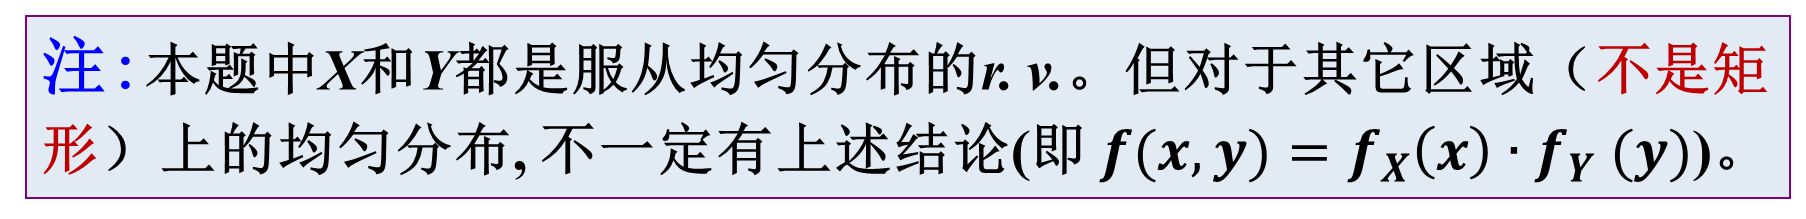 注：本题中X和Y都是服从均匀分布的r. v.。但对于其它区域（不是矩
形）上的均匀分布, 不一定有上述结论(即 f(x, y) = f_X(x) · f_Y (y))。